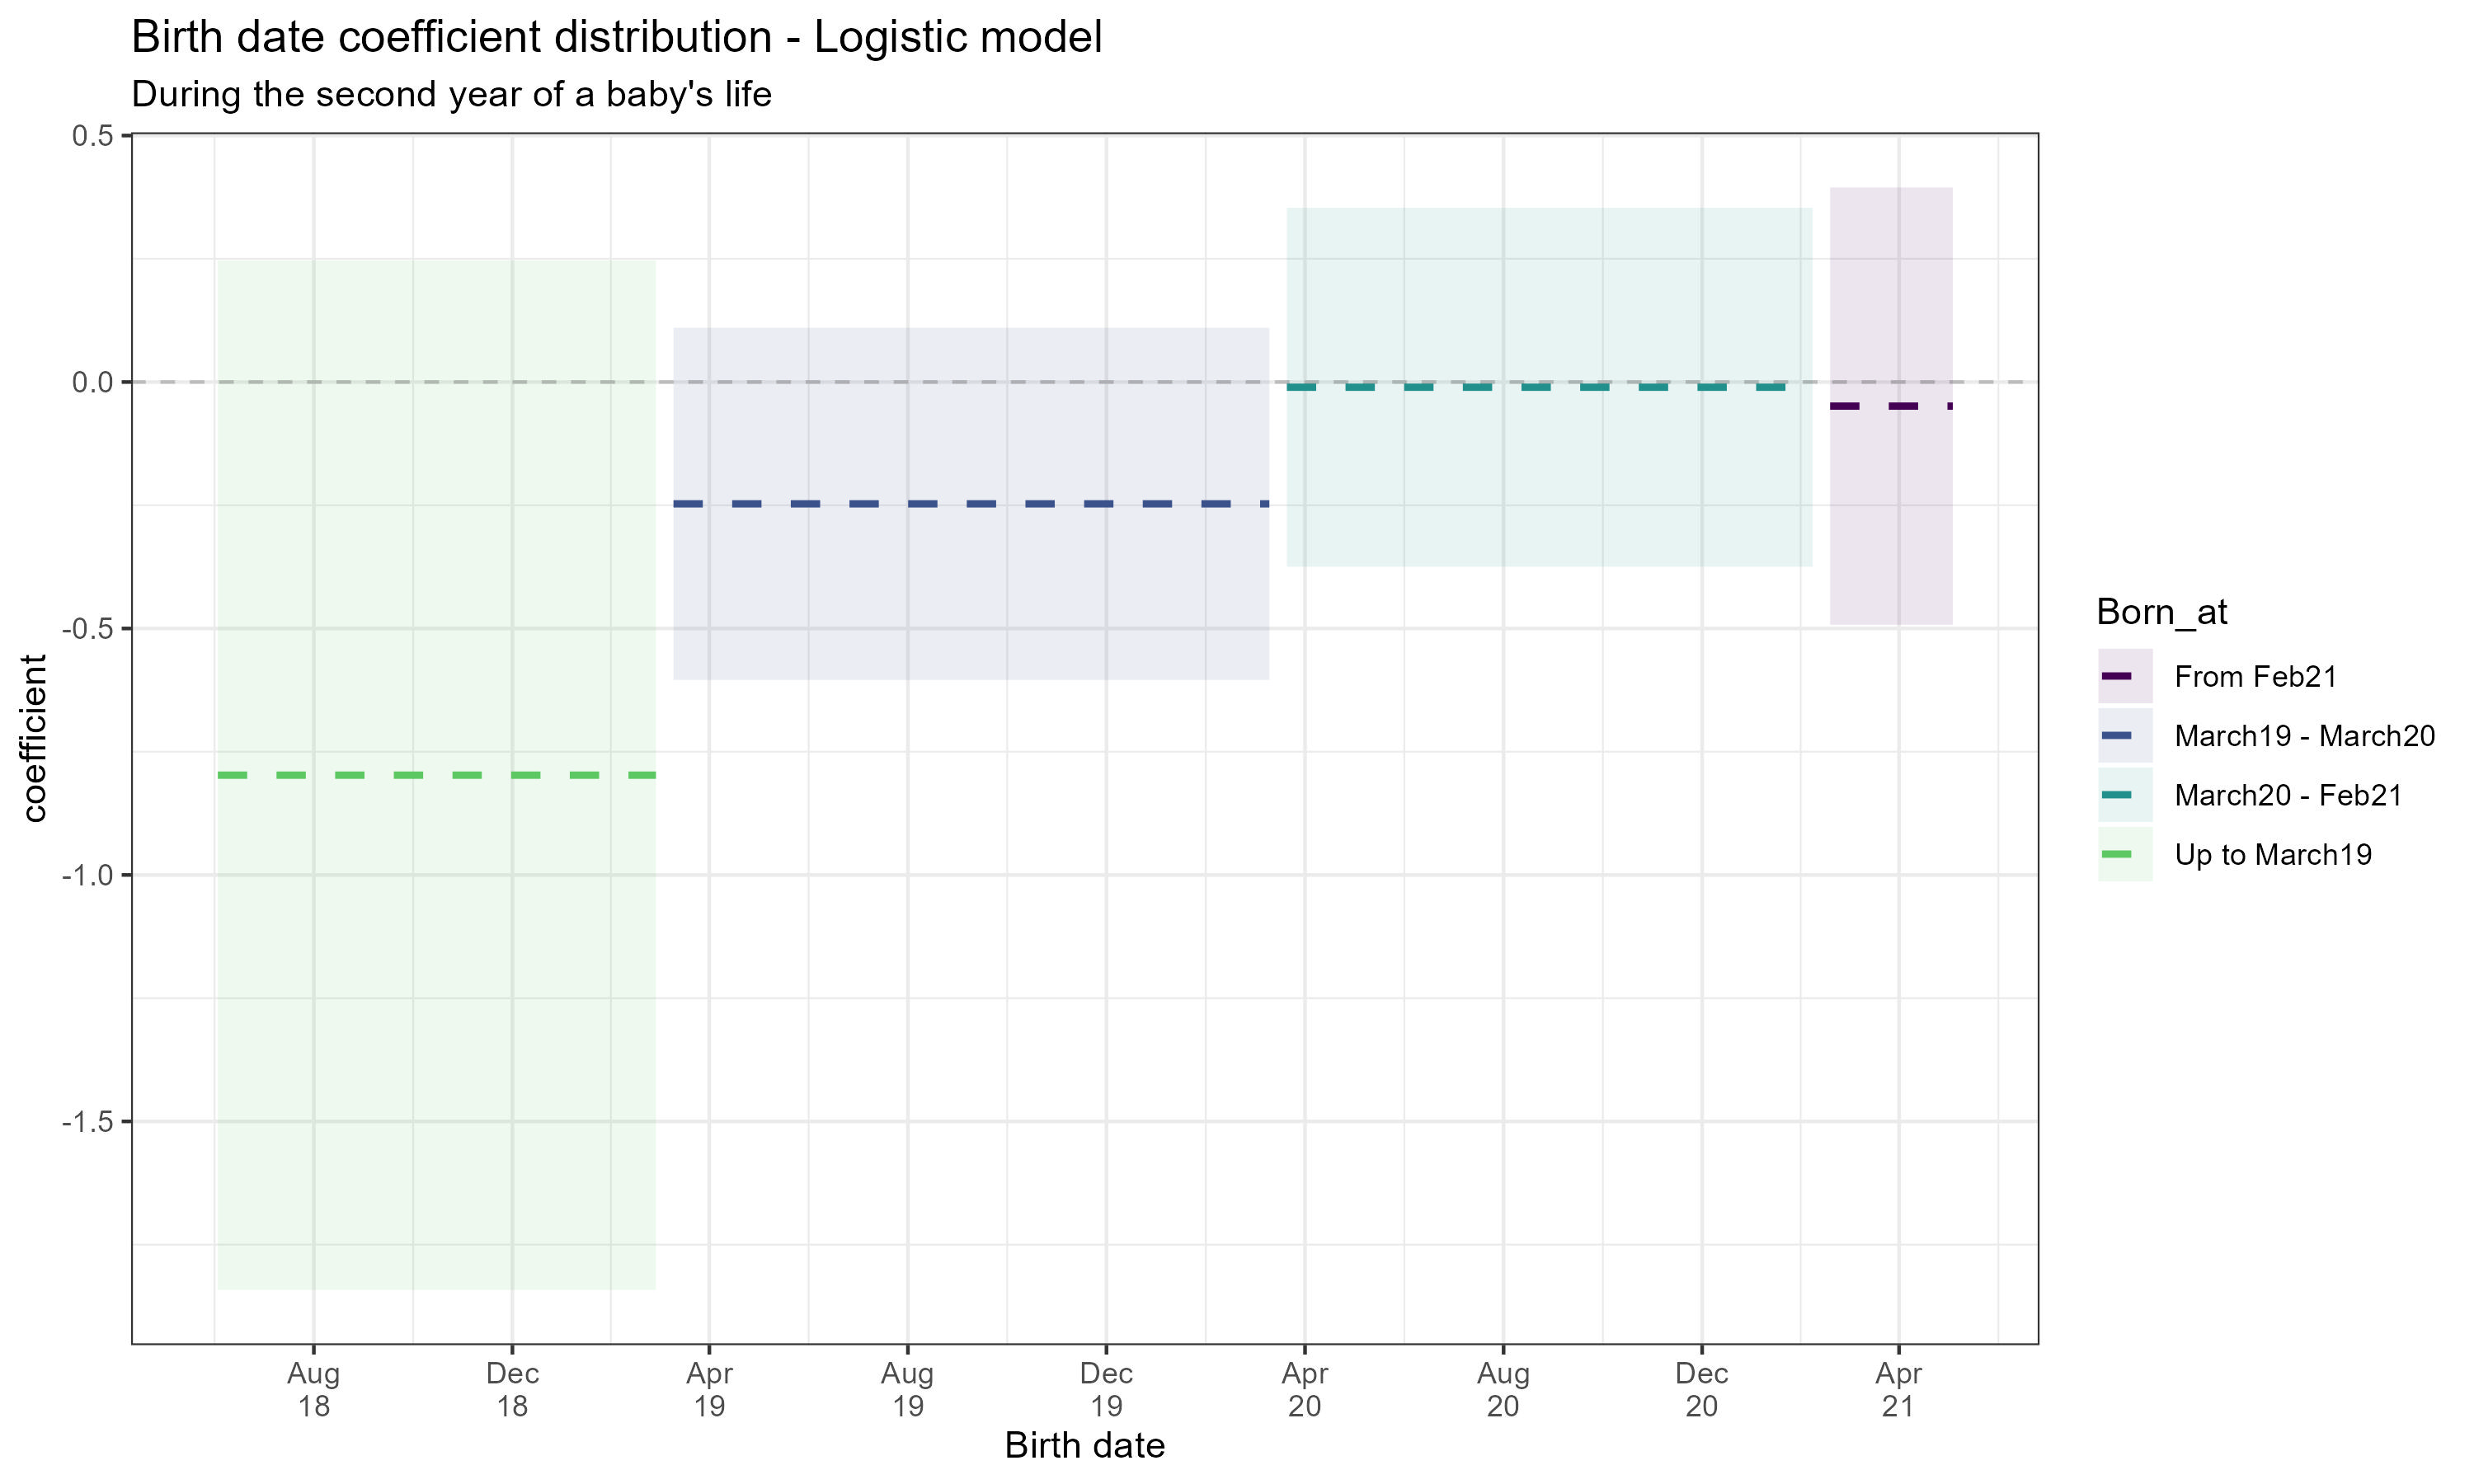 Birth date coefficient distribution - Logistic model
During the second year of a baby's life
0.5
0.0
-0.5
-1.0
-1.5
coefficient
Aug
18
Dec
18
Apr
19
Aug
19
Dec
19
Apr
20
Aug
20
Dec
20
Apr
21
Birth date
Born_at
From Feb21
March19 - March20
March20 - Feb21
Up to March19